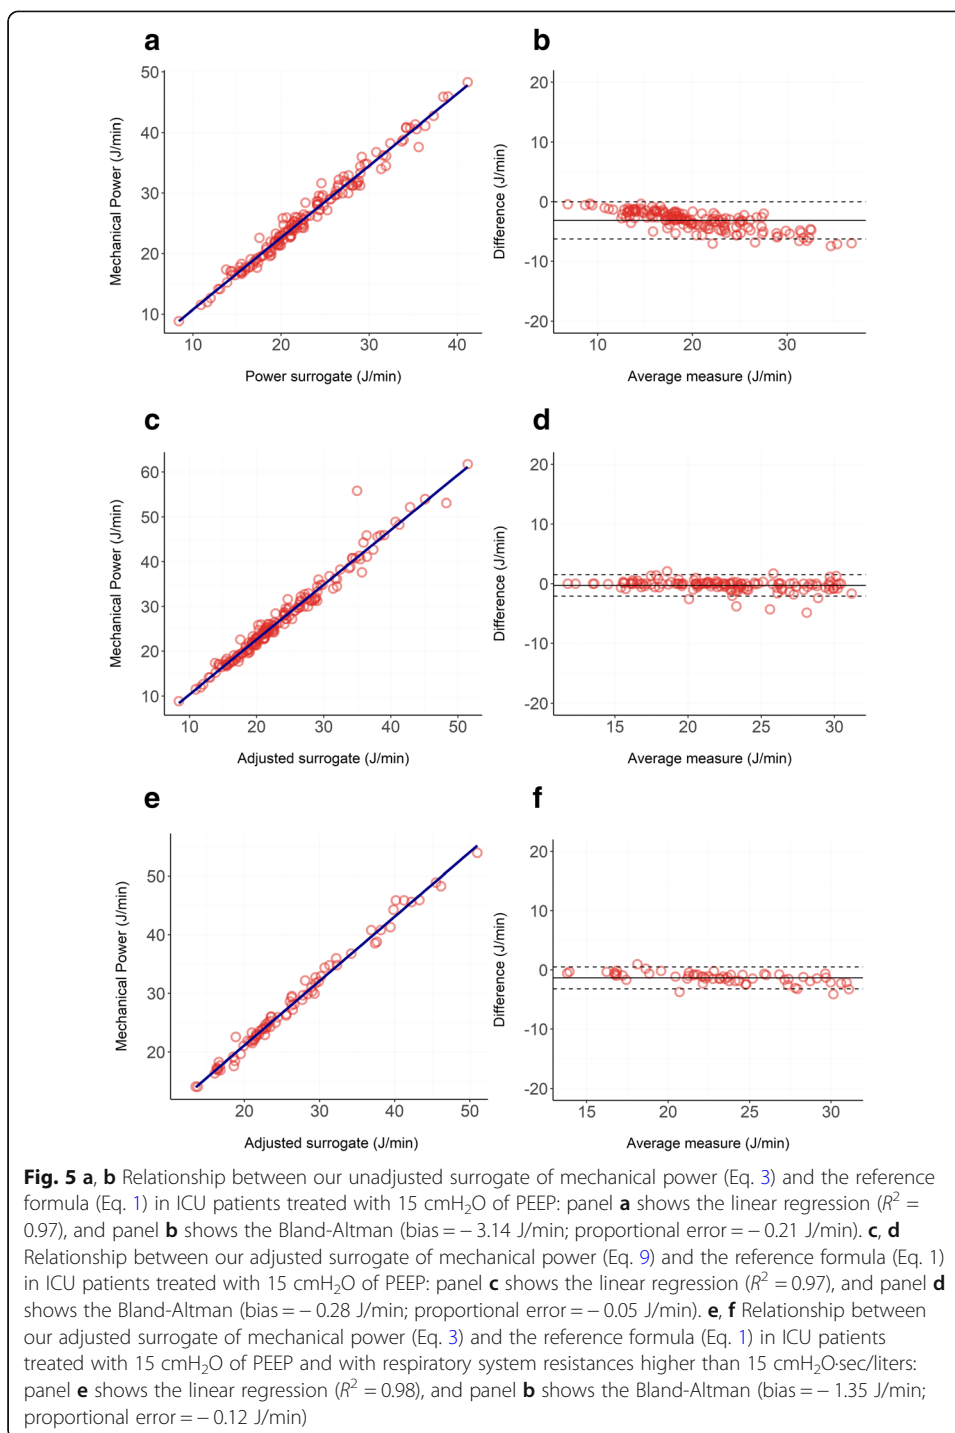 a
b
50
40
30
20
10
Mechanical Power (J/min)
10 20 30 40
Power surrogate (J/min)
20
10
0
-10
-20
Difference (J/min)
10 20 30
Average measure (J/min)
c
d
60
50
40
30
20
10
Mechanical Power (J/min)
10 20 30 40 50
Adjusted surrogate (J/min)
20
10
0
-10
-20
Difference (J/min)
15 20 25 30
Average measure (J/min)
e
f
50
40
30
20
Mechanical Power (J/min)
20 30 40 50
Adjusted surrogate (J/min)
20
10
0
-10
-20
Difference (J/min)
15 20 25 30
Average measure (J/min)
Fig. 5 a, b Relationship between our unadjusted surrogate of mechanical power (Eq. 3) and the reference
formula (Eq. 1) in ICU patients treated with 15 cmH₂O of PEEP: panel a shows the linear regression (R² =
0.97), and panel b shows the Bland-Altman (bias = − 3.14 J/min; proportional error = − 0.21 J/min). c, d
Relationship between our adjusted surrogate of mechanical power (Eq. 9) and the reference formula (Eq. 1)
in ICU patients treated with 15 cmH₂O of PEEP: panel c shows the linear regression (R² = 0.97), and panel d
shows the Bland-Altman (bias = − 0.28 J/min; proportional error = − 0.05 J/min). e, f Relationship between
our adjusted surrogate of mechanical power (Eq. 3) and the reference formula (Eq. 1) in ICU patients
treated with 15 cmH₂O of PEEP and with respiratory system resistances higher than 15 cmH₂O·sec/liters:
panel e shows the linear regression (R² = 0.98), and panel b shows the Bland-Altman (bias = − 1.35 J/min;
proportional error = − 0.12 J/min)